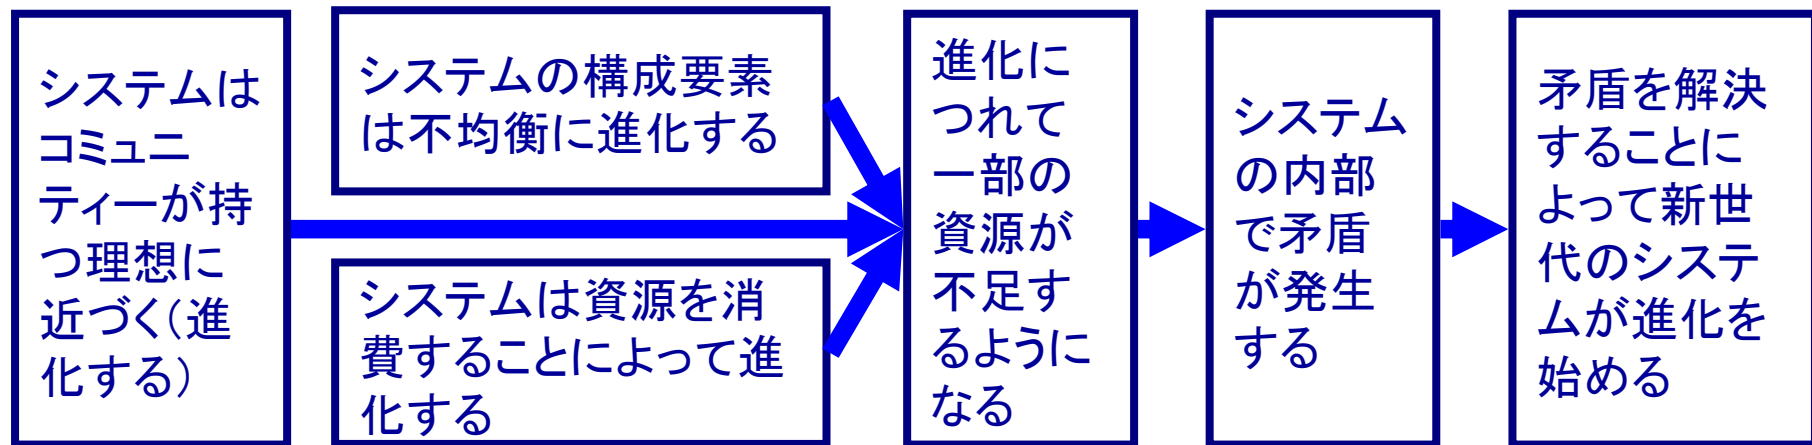 システムは
コミュニ
ティーが持
つ理想に
近づく(進
化する)
システムの構成要素
は不均衡に進化する
システムは資源を消
費することによって進
化する
進化に
つれて
一部の
資源が
不足す
るように
なる
システム
の内部
で矛盾
が発生
する
矛盾を解決
することに
よって新世
代のシステ
ムが進化を
始める